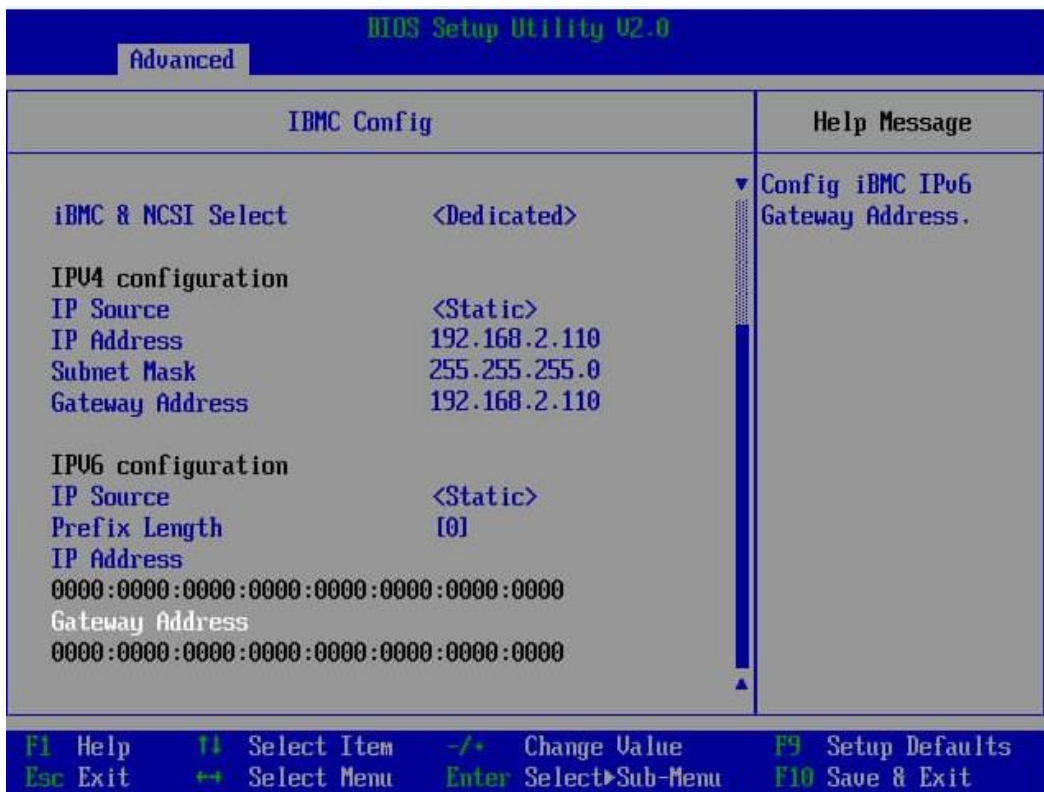 BIOS Setup Utility V2.0
Advanced
IBMC Config
Help Message
iBMC & NCSI Select <Dedicated>
IPV4 configuration
IP Source <Static>
IP Address 192.168.2.110
Subnet Mask 255.255.255.0
Gateway Address 192.168.2.110
IPV6 configuration
IP Source <Static>
Prefix Length [0]
IP Address
0000:0000:0000:0000:0000:0000:0000:0000
Gateway Address
0000:0000:0000:0000:0000:0000:0000:0000
Config iBMC IPv6
Gateway Address.
F1 Help ↑↓ Select Item -/+ Change Value F9 Setup Defaults
Esc Exit ↔ Select Menu Enter Select▶Sub-Menu F10 Save & Exit